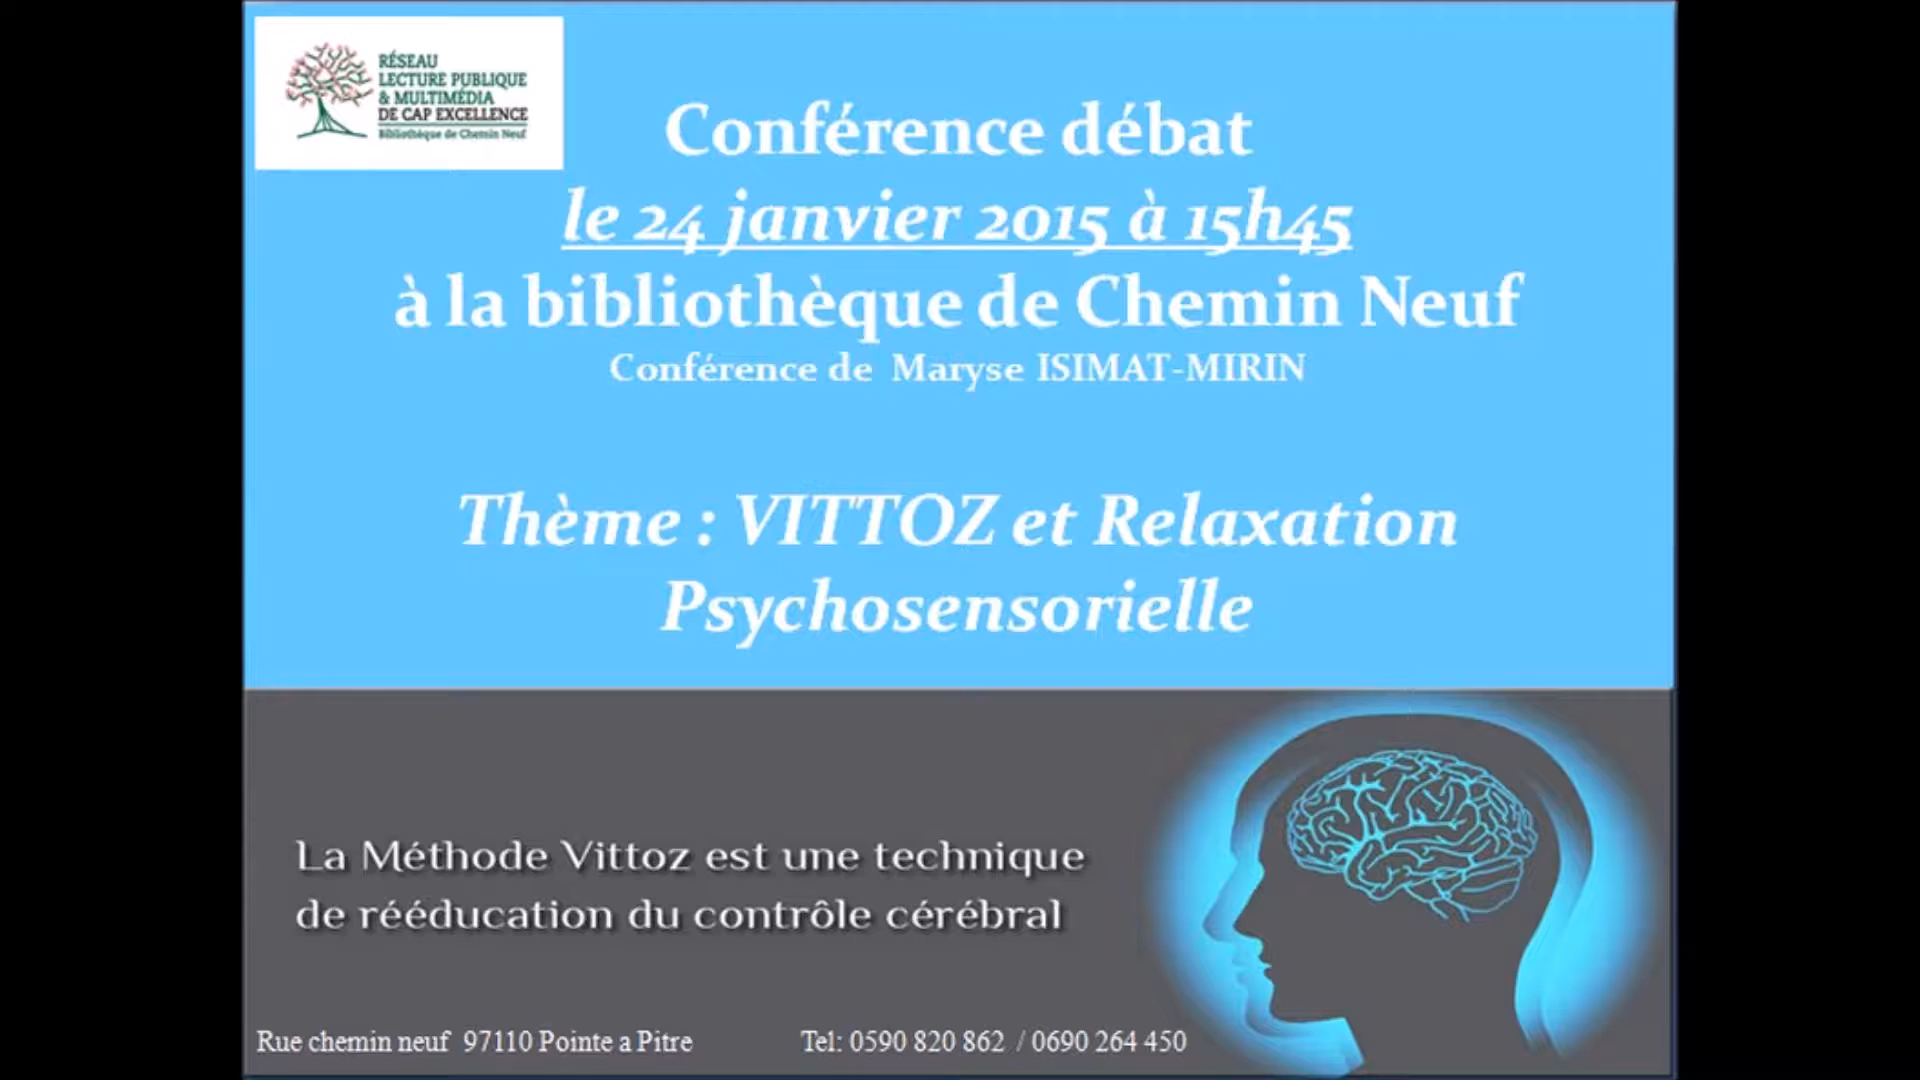 RÉSEAU
LECTURE PUBLIQUE
& MULTIMÉDIA
DE CAP EXCELLENCE
Bibliothèque de Chemin Neuf
Conférence débat
le 24 janvier 2015 à 15h45
à la bibliothèque de Chemin Neuf
Conférence de Maryse ISIMAT-MIRIN
Thème : VITTOZ et Relaxation
Psychosensorielle
La Méthode Vittoz est une technique
de rééducation du contrôle cérébral
Rue chemin neuf 97110 Pointe a Pitre
Tel: 0590 820 862 / 0690 264 450